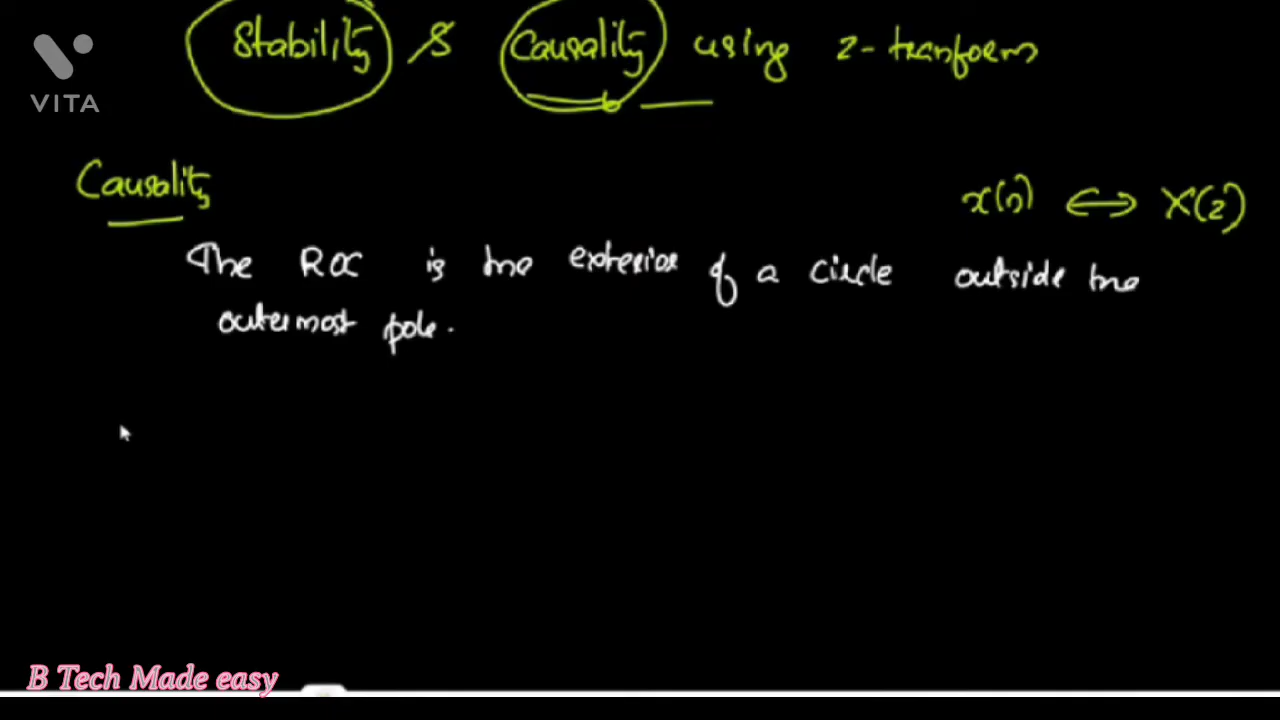 Stability & Causality using z-tranform
VITA
Causality
x(n) ⟺ X(z)
The ROC is the exterior of a circle outside the
outermost pole.
B Tech Made easy